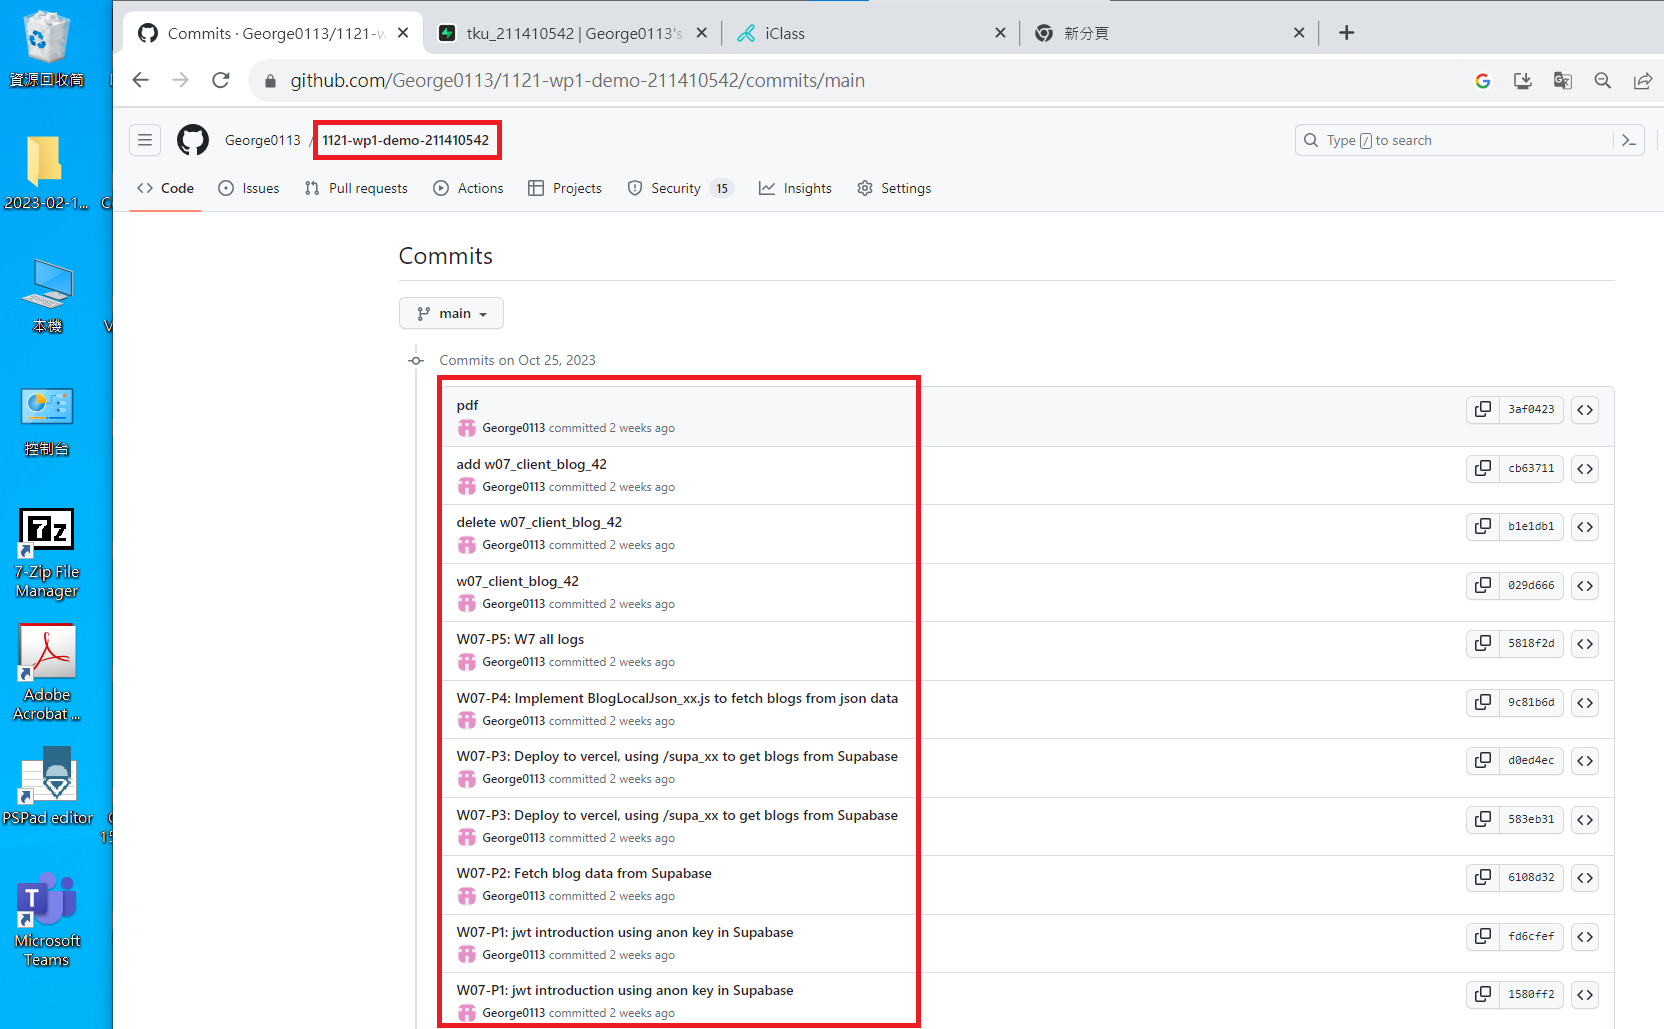 資源回收筒
2023-02-1...
本機
控制台
7-Zip File
Manager
Adobe
Acrobat ...
PSPad editor
Microsoft
Teams
Commits · George0113/1121-w
tku_211410542 | George0113's
iClass
新分頁
github.com/George0113/1121-wp1-demo-211410542/commits/main
George0113 / 1121-wp1-demo-211410542
Type / to search
Code
Issues
Pull requests
Actions
Projects
Security 15
Insights
Settings
Commits
main
Commits on Oct 25, 2023
pdf
George0113 committed 2 weeks ago
3af0423
add w07_client_blog_42
George0113 committed 2 weeks ago
cb63711
delete w07_client_blog_42
George0113 committed 2 weeks ago
b1e1db1
w07_client_blog_42
George0113 committed 2 weeks ago
029d666
W07-P5: W7 all logs
George0113 committed 2 weeks ago
5818f2d
W07-P4: Implement BlogLocalJson_xx.js to fetch blogs from json data
George0113 committed 2 weeks ago
9c81b6d
W07-P3: Deploy to vercel, using /supa_xx to get blogs from Supabase
George0113 committed 2 weeks ago
d0ed4ec
W07-P3: Deploy to vercel, using /supa_xx to get blogs from Supabase
George0113 committed 2 weeks ago
583eb31
W07-P2: Fetch blog data from Supabase
George0113 committed 2 weeks ago
6108d32
W07-P1: jwt introduction using anon key in Supabase
George0113 committed 2 weeks ago
fd6cfef
W07-P1: jwt introduction using anon key in Supabase
George0113 committed 2 weeks ago
1580ff2